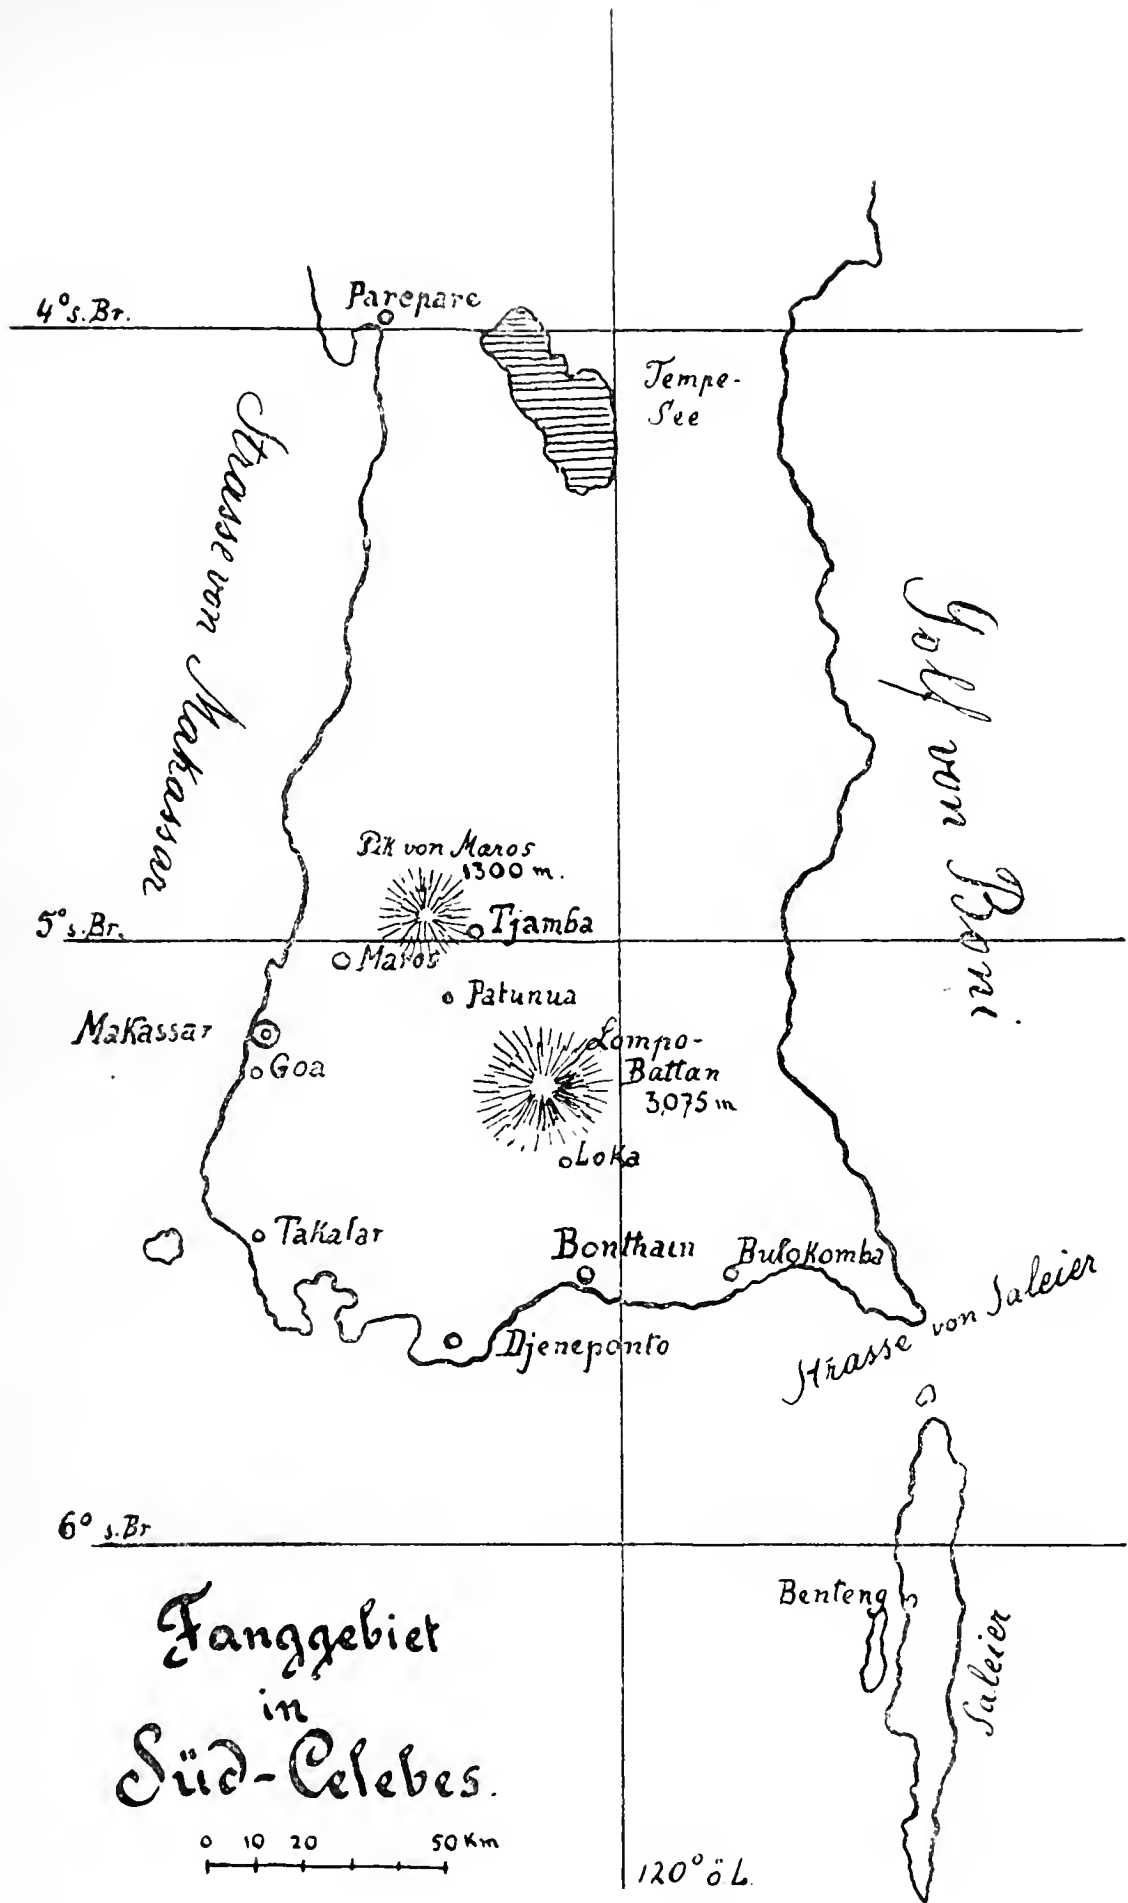 4° s. Br.
Parepare
Tempe-
See
Strasse von Makassar
Golf von Boni
Pik von Maros
1300 m.
5° s. Br.
Tjamba
Maros
Patunua
Makassar
Goa
Lompo-
Battan
3,075 m
Loka
Takalar
Bonthain
Bulokomba
Djeneponto
Strasse von Saleier
6° s. Br
Benteng
Saleier
Fanggebiet
in
Süd-Celebes.
0 10 20 50 Km
120° ö L.